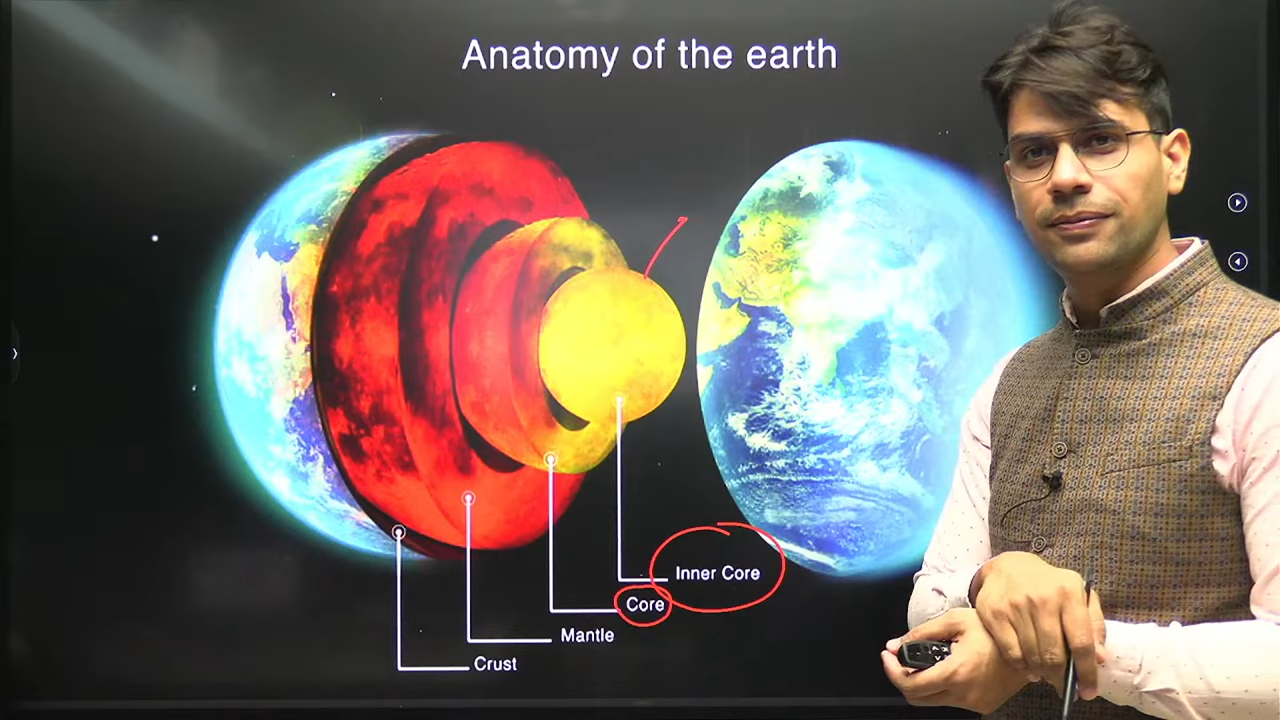 Anatomy of the earth
Inner Core
Core
Mantle
Crust